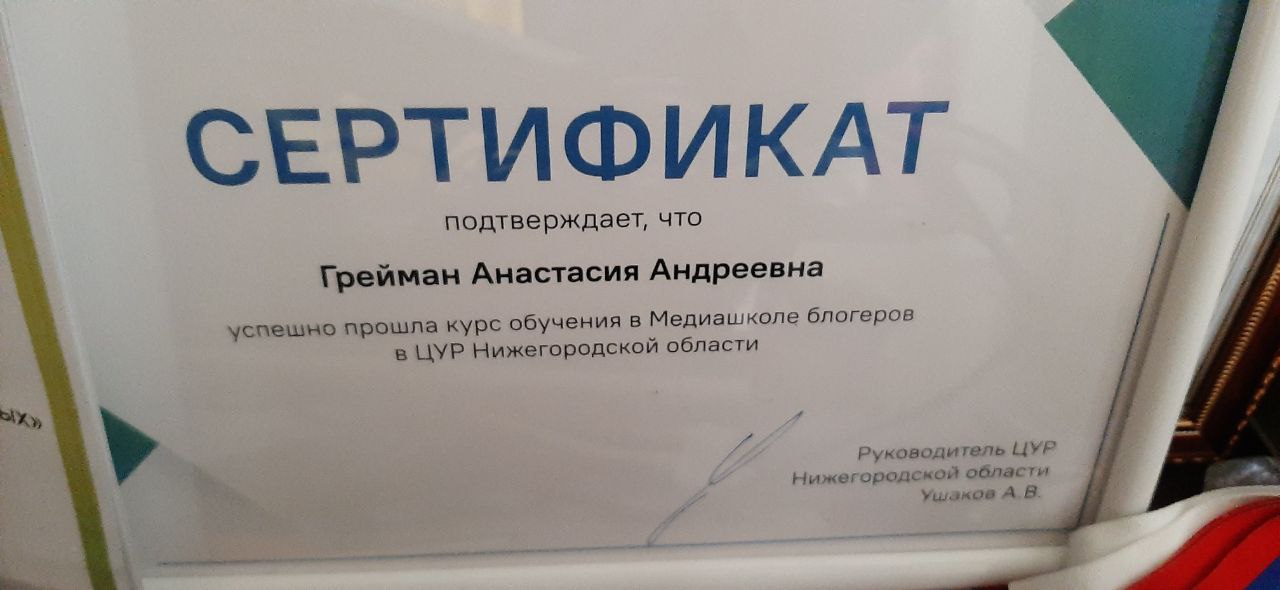 СЕРТИФИКАТ
подтверждает, что
Грейман Анастасия Андреевна
успешно прошла курс обучения в Медиашколе блогеров
в ЦУР Нижегородской области
Руководитель ЦУР
Нижегородской области
Ушаков А.В.
ых»